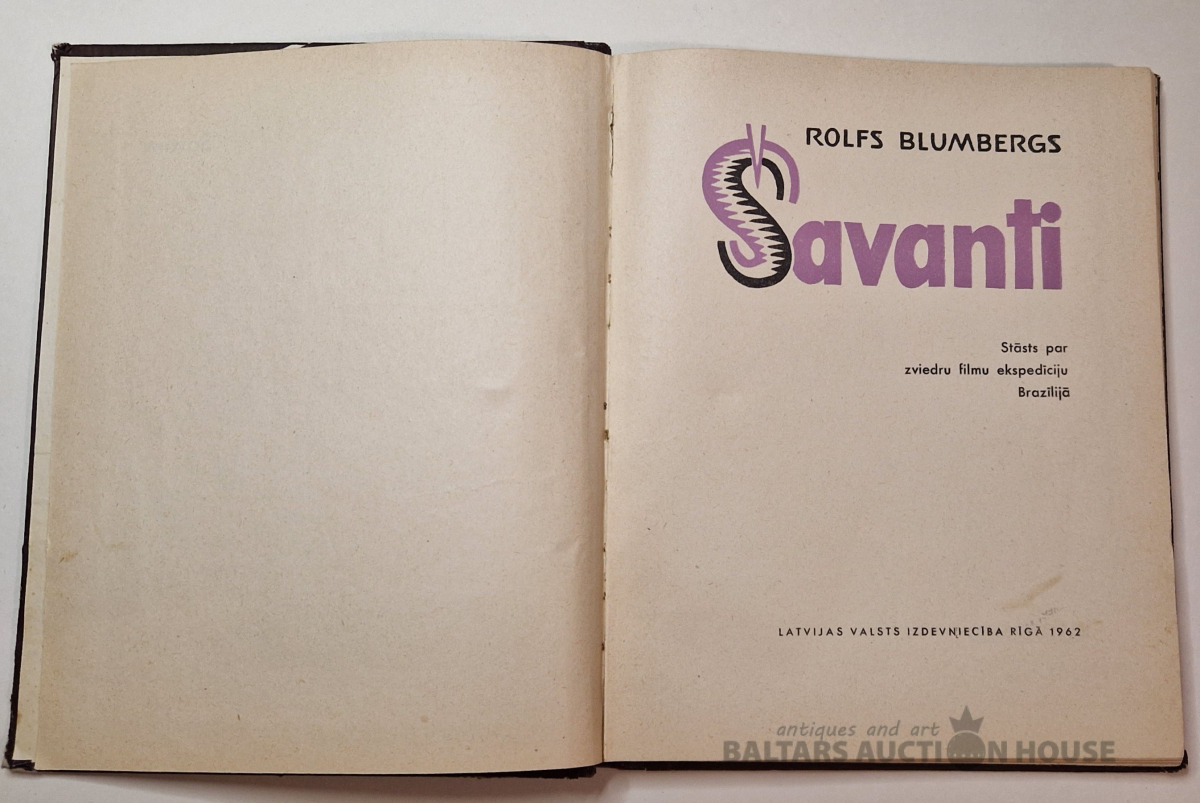 ROLFS BLUMBERGS
Savanti
Stāsts par
zviedru filmu ekspedīciju
Brazīlijā
LATVIJAS VALSTS IZDEVNIECĪBA RĪGĀ 1962
antiques and art
BALTARS AUCTION HOUSE